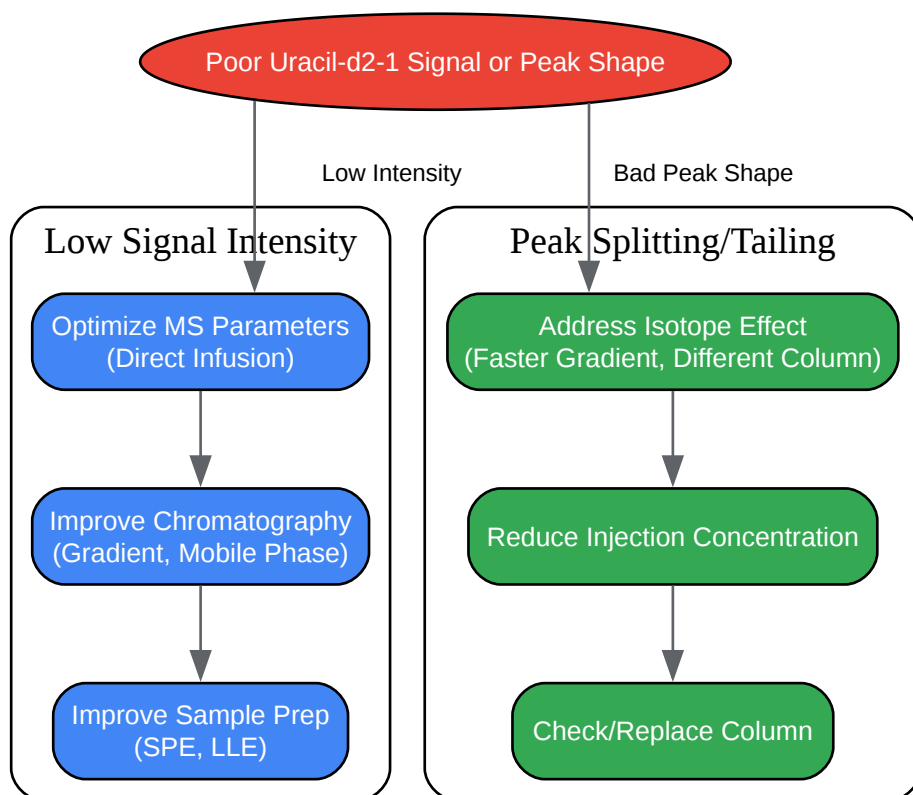 Poor Uracil-d2-1 Signal or Peak Shape
Low Intensity
Bad Peak Shape
Low Signal Intensity
Optimize MS Parameters
(Direct Infusion)
Improve Chromatography
(Gradient, Mobile Phase)
Improve Sample Prep
(SPE, LLE)
Peak Splitting/Tailing
Address Isotope Effect
(Faster Gradient, Different Column)
Reduce Injection Concentration
Check/Replace Column